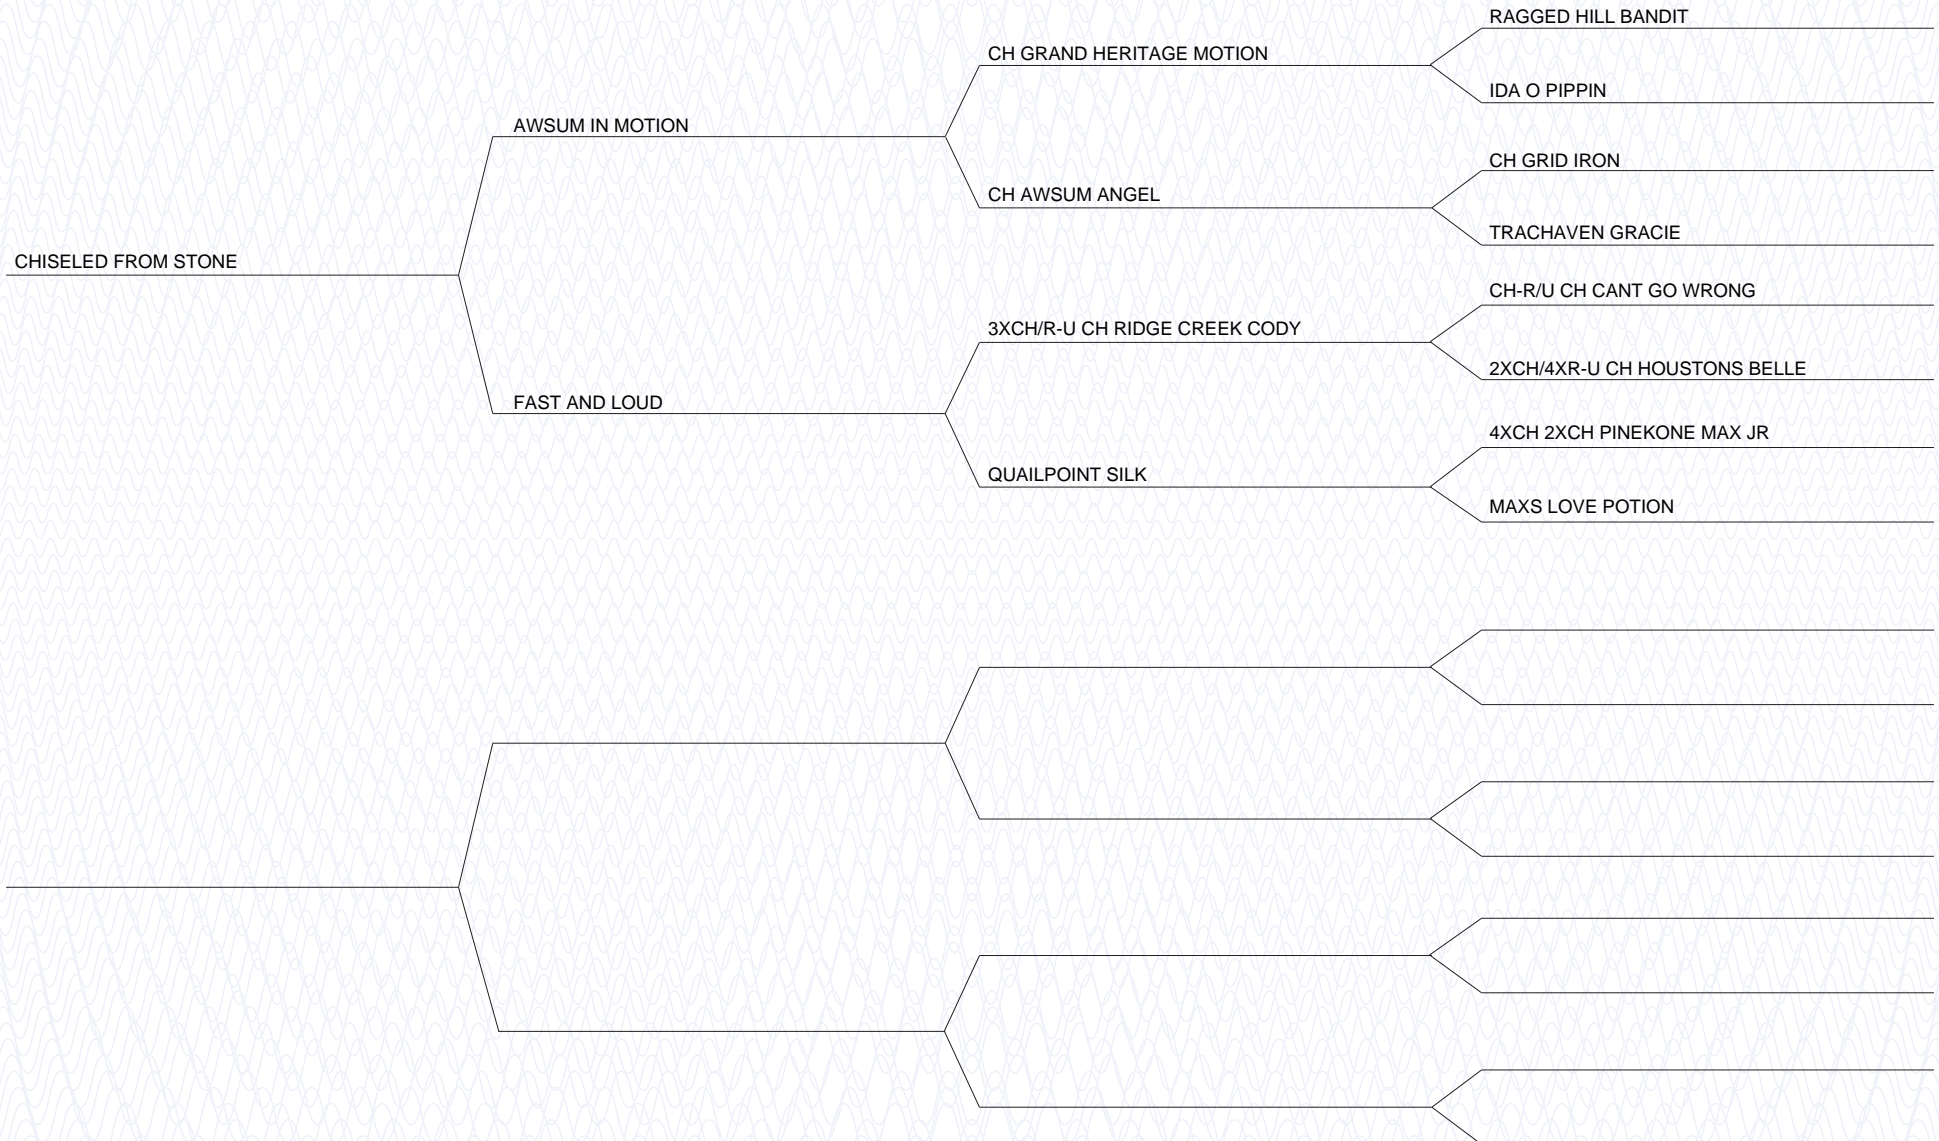 RAGGED HILL BANDIT
CH GRAND HERITAGE MOTION
IDA O PIPPIN
AWSUM IN MOTION
CH GRID IRON
CH AWSUM ANGEL
TRACHAVEN GRACIE
CHISELED FROM STONE
CH-R/U CH CANT GO WRONG
3XCH/R-U CH RIDGE CREEK CODY
2XCH/4XR-U CH HOUSTONS BELLE
FAST AND LOUD
4XCH 2XCH PINEKONE MAX JR
QUAILPOINT SILK
MAXS LOVE POTION